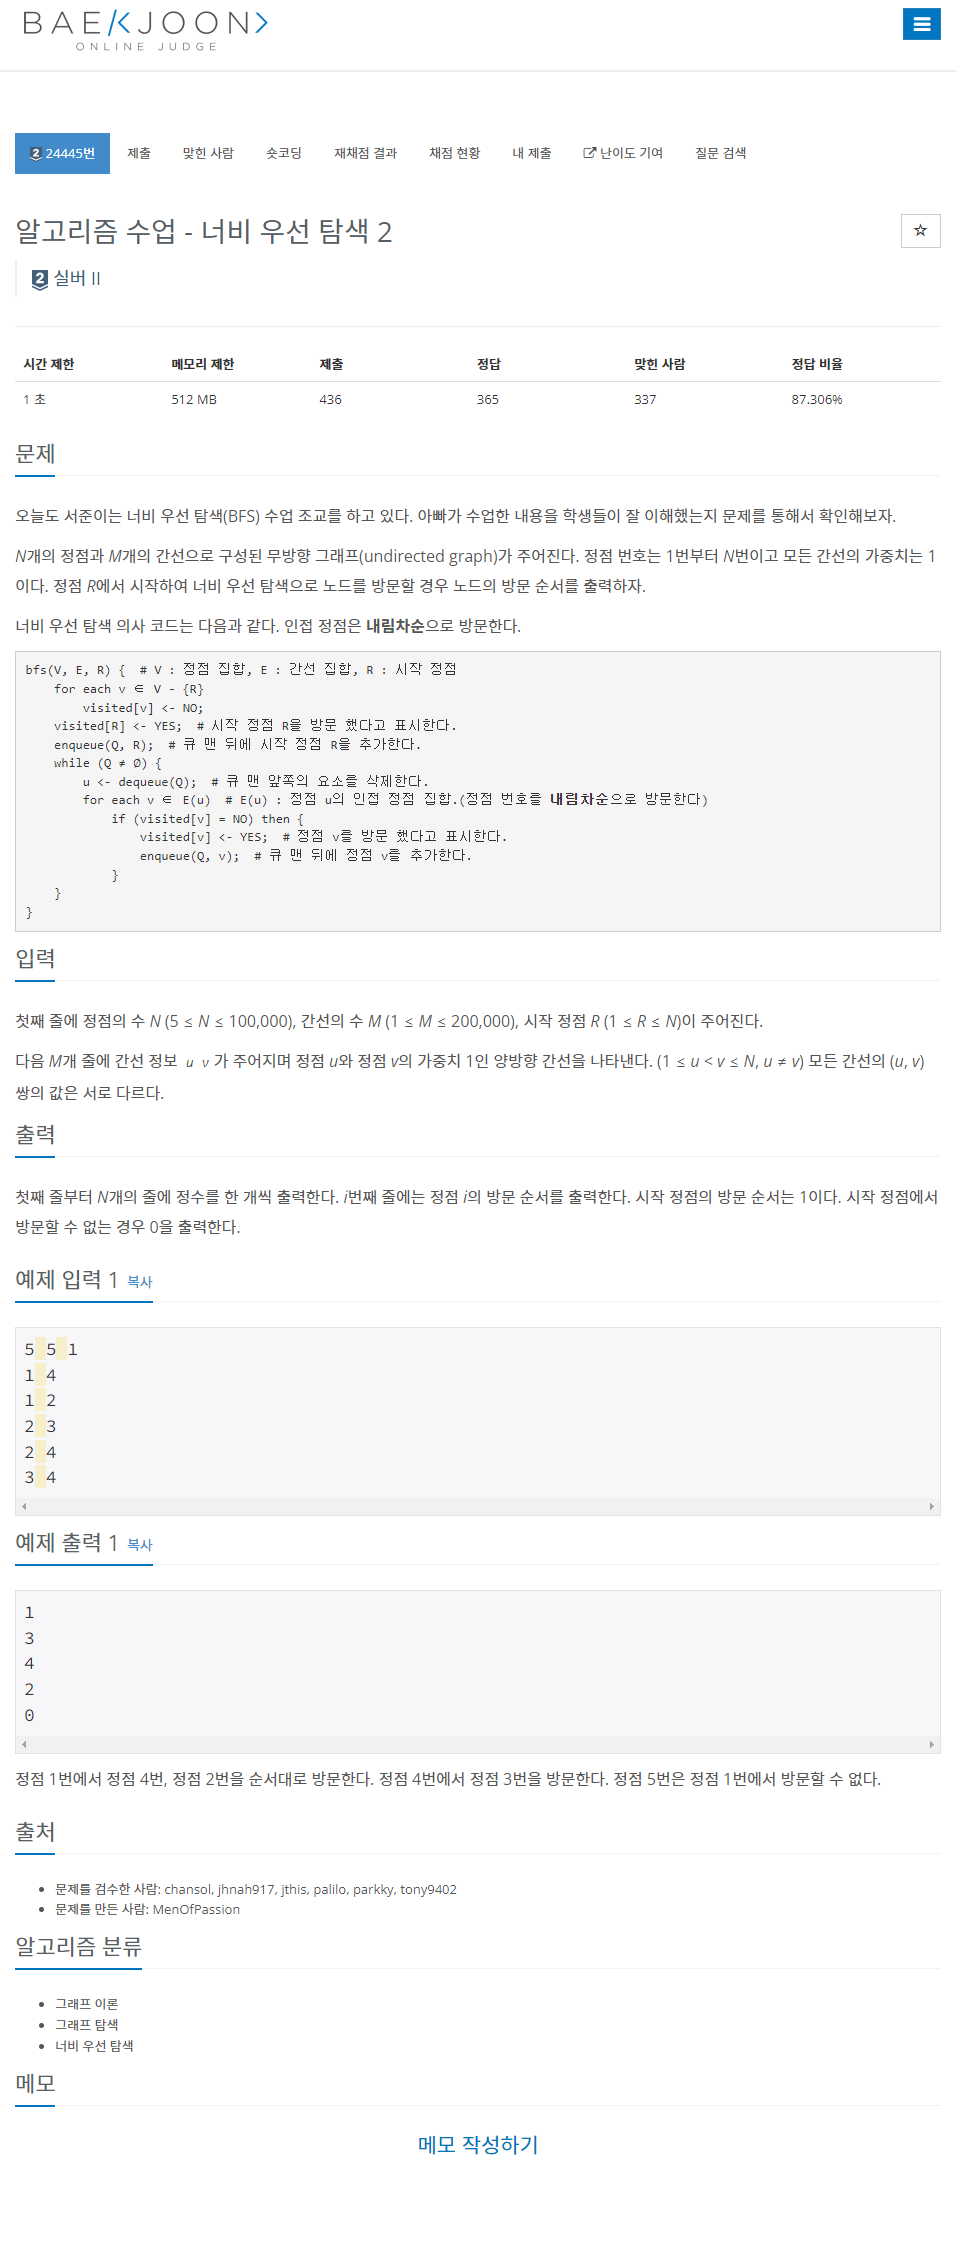 BAEKJOON>
ONLINE JUDGE
24445번 제출 맞힌 사람 숏코딩 재채점 결과 채점 현황 내 제출 난이도 기여 질문 검색
알고리즘 수업 - 너비 우선 탐색 2
2 실버 II
시간 제한 메모리 제한 제출 정답 맞힌 사람 정답 비율
1 초 512 MB 436 365 337 87.306%
문제
오늘도 서준이는 너비 우선 탐색(BFS) 수업 조교를 하고 있다. 아빠가 수업한 내용을 학생들이 잘 이해했는지 문제를 통해서 확인해보자.
N개의 정점과 M개의 간선으로 구성된 무방향 그래프(undirected graph)가 주어진다. 정점 번호는 1번부터 N번이고 모든 간선의 가중치는 1
이다. 정점 R에서 시작하여 너비 우선 탐색으로 노드를 방문할 경우 노드의 방문 순서를 출력하자.
너비 우선 탐색 의사 코드는 다음과 같다. 인접 정점은 내림차순으로 방문한다.
bfs(V, E, R) {  # V : 정점 집합, E : 간선 집합, R : 시작 정점
    for each v ∈ V - {R}
        visited[v] <- NO;
    visited[R] <- YES;  # 시작 정점 R을 방문 했다고 표시한다.
    enqueue(Q, R);  # 큐 맨 뒤에 시작 정점 R을 추가한다.
    while (Q ≠ ∅) {
        u <- dequeue(Q);  # 큐 맨 앞쪽의 요소를 삭제한다.
        for each v ∈ E(u)  # E(u) : 정점 u의 인접 정점 집합.(정점 번호를 내림차순으로 방문한다)
            if (visited[v] = NO) then {
                visited[v] <- YES;  # 정점 v를 방문 했다고 표시한다.
                enqueue(Q, v);  # 큐 맨 뒤에 정점 v를 추가한다.
            }
    }
}
입력
첫째 줄에 정점의 수 N (5 ≤ N ≤ 100,000), 간선의 수 M (1 ≤ M ≤ 200,000), 시작 정점 R (1 ≤ R ≤ N)이 주어진다.
다음 M개 줄에 간선 정보 u v가 주어지며 정점 u와 정점 v의 가중치 1인 양방향 간선을 나타낸다. (1 ≤ u < v ≤ N, u ≠ v) 모든 간선의 (u, v)
쌍의 값은 서로 다르다.
출력
첫째 줄부터 N개의 줄에 정수를 한 개씩 출력한다. i번째 줄에는 정점 i의 방문 순서를 출력한다. 시작 정점의 방문 순서는 1이다. 시작 정점에서
방문할 수 없는 경우 0을 출력한다.
예제 입력 1 복사
5 5 1
1 4
1 2
2 3
2 4
3 4
예제 출력 1 복사
1
3
4
2
0
정점 1번에서 정점 4번, 정점 2번을 순서대로 방문한다. 정점 4번에서 정점 3번을 방문한다. 정점 5번은 정점 1번에서 방문할 수 없다.
출처
문제를 검수한 사람: chansol, jhnah917, jthis, palilo, parkky, tony9402
문제를 만든 사람: MenOfPassion
알고리즘 분류
그래프 이론
그래프 탐색
너비 우선 탐색
메모
메모 작성하기